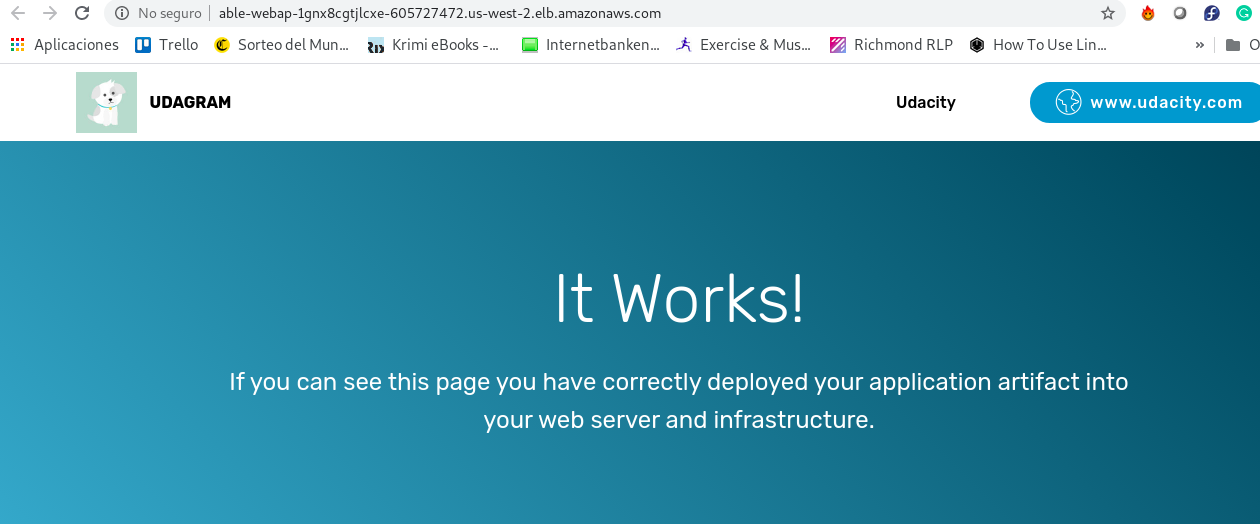 No seguro able-webap-1gnx8cgtjlcxe-605727472.us-west-2.elb.amazonaws.com
Aplicaciones Trello Sorteo del Mun... Krimi eBooks -... Internetbanken... Exercise & Mus... Richmond RLP How To Use Lin... » O
UDAGRAM Udacity www.udacity.com
It Works!
If you can see this page you have correctly deployed your application artifact into
your web server and infrastructure.